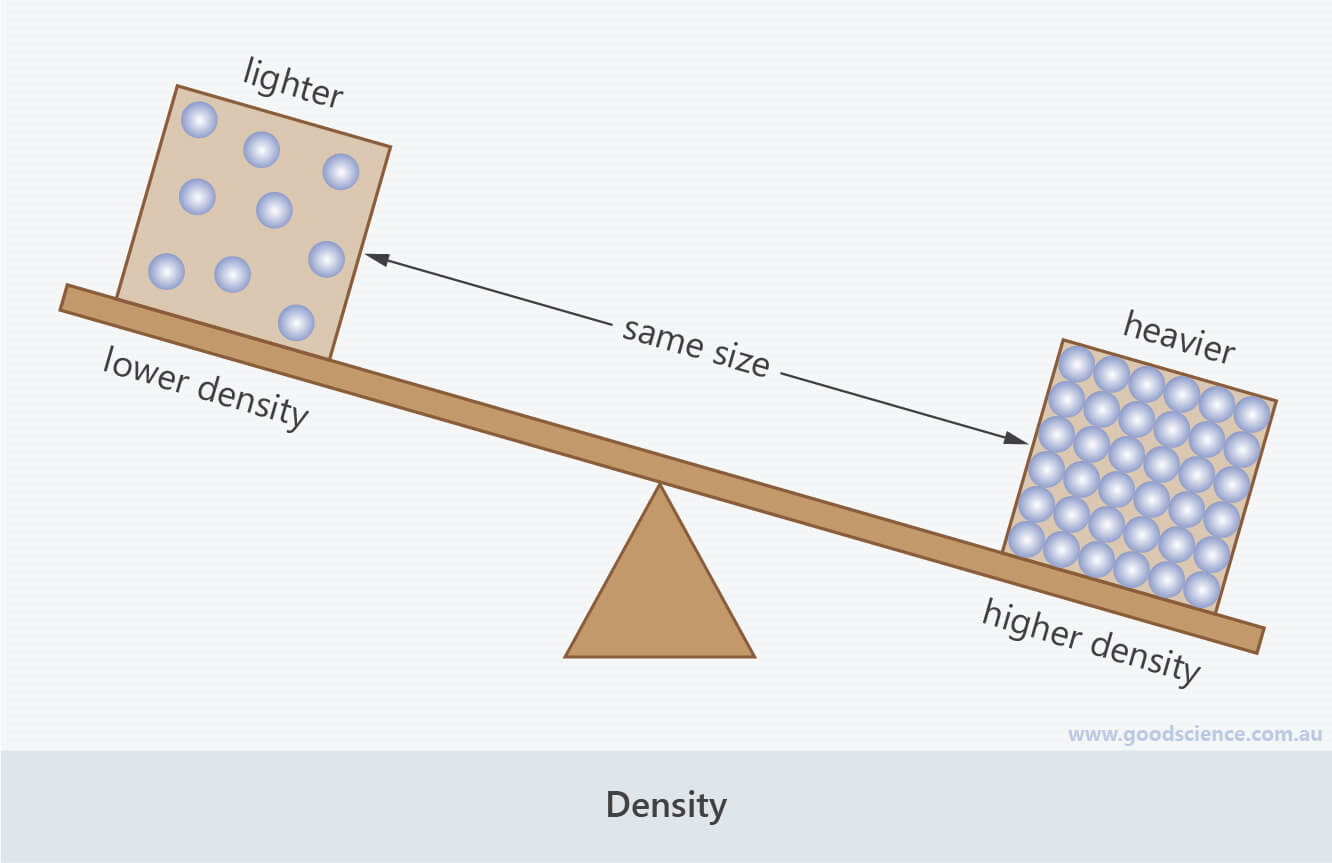 lighter
same size
heavier
lower density
higher density
www.goodscience.com.au
Density